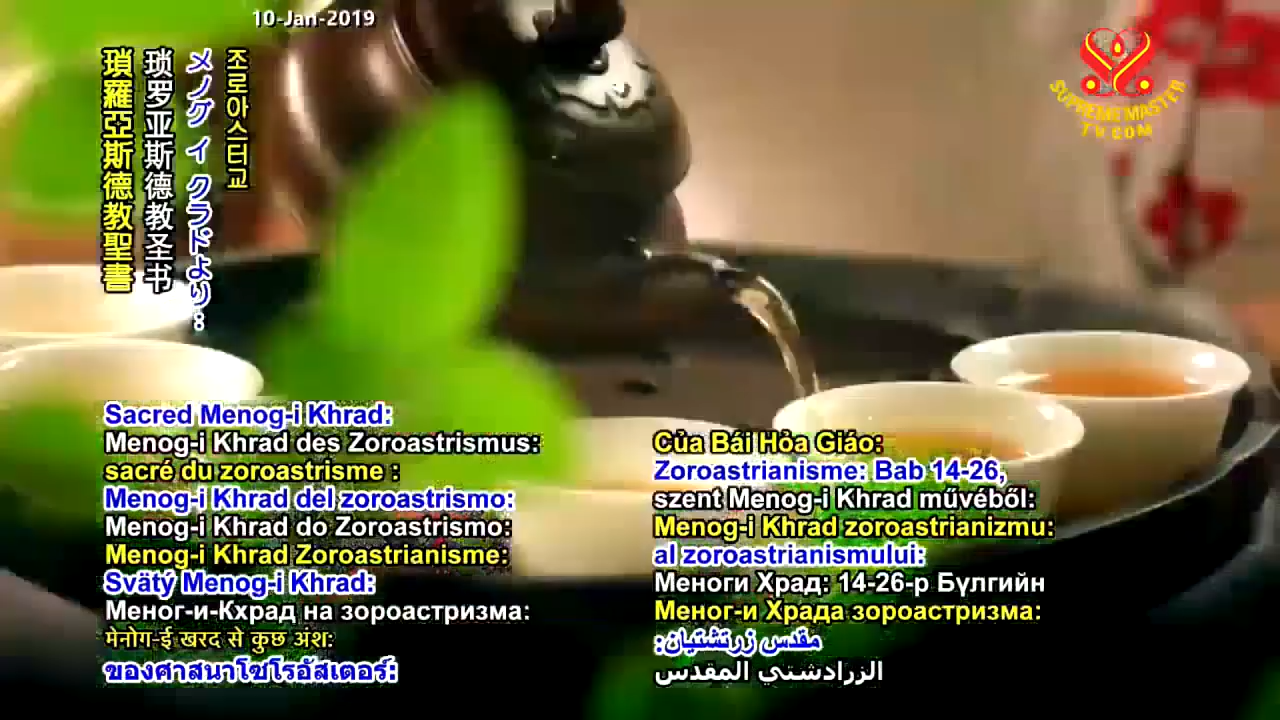 10-Jan-2019
SUPREME MASTER
TV.COM
瑣羅亞斯德教聖書
琐罗亚斯德教圣书
メノグ イ クラドより…
조로아스터교
Sacred Menog-i Khrad:
Menog-i Khrad des Zoroastrismus:
sacré du zoroastrisme :
Menog-i Khrad del zoroastrismo:
Menog-i Khrad do Zoroastrismo:
Menog-i Khrad Zoroastrianisme:
Svätý Menog-i Khrad:
Меног-и-Кхрад на зороастризма:
मेनोग-ई खरद से कुछ अंश:
ของศาสนาโซโรอัสเตอร์:
Của Bái Hỏa Giáo:
Zoroastrianisme: Bab 14-26,
szent Menog-i Khrad művéből:
Menog-i Khrad zoroastrianizmu:
al zoroastrianismului:
Меноги Храд: 14-26-р Бүлгийн
Меног-и Храда зороастризма:
مقدس زرتشتیان:
الزرادشتي المقدس